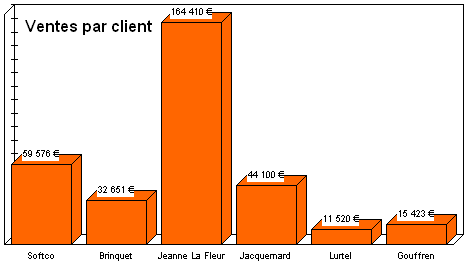 Ventes par client
164 410 €
59 576 €
32 651 €
44 100 €
11 520 €
15 423 €
Softco
Brinquet
Jeanne La Fleur
Jacquemard
Lurtel
Gouffren